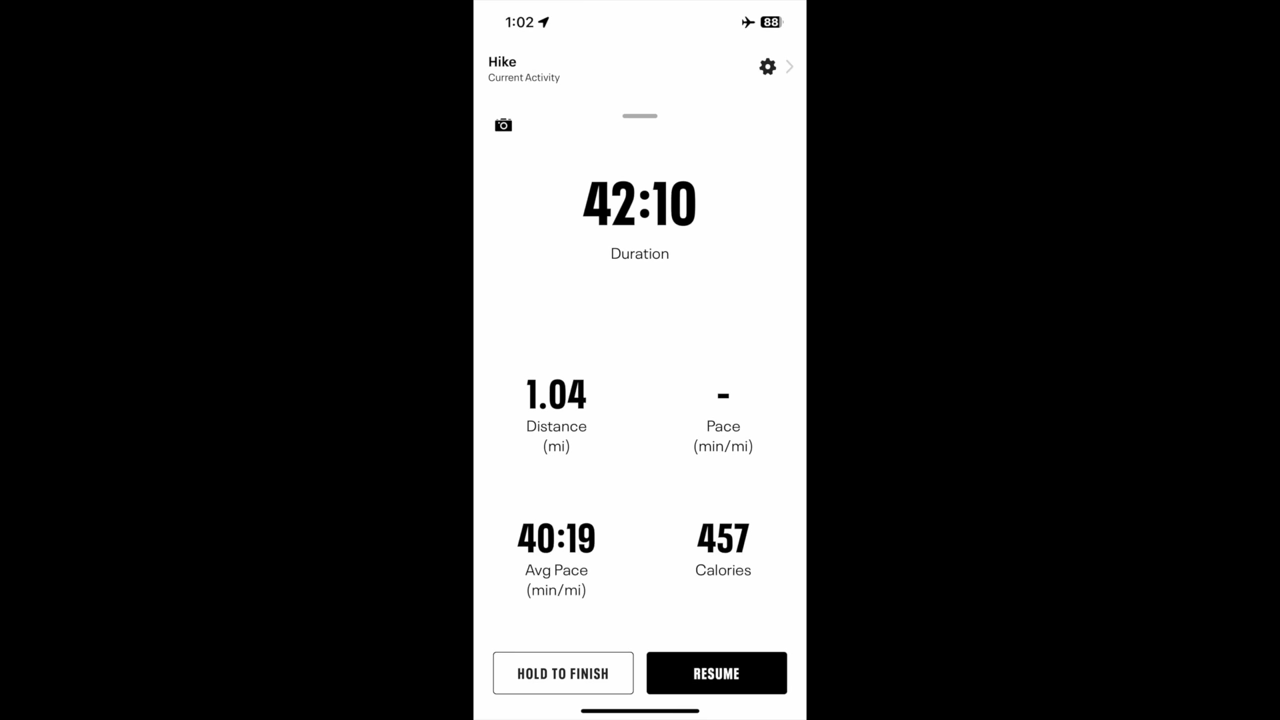 1:02
88
Hike
Current Activity
42:10
Duration
1.04
Distance
(mi)
-
Pace
(min/mi)
40:19
Avg Pace
(min/mi)
457
Calories
HOLD TO FINISH
RESUME